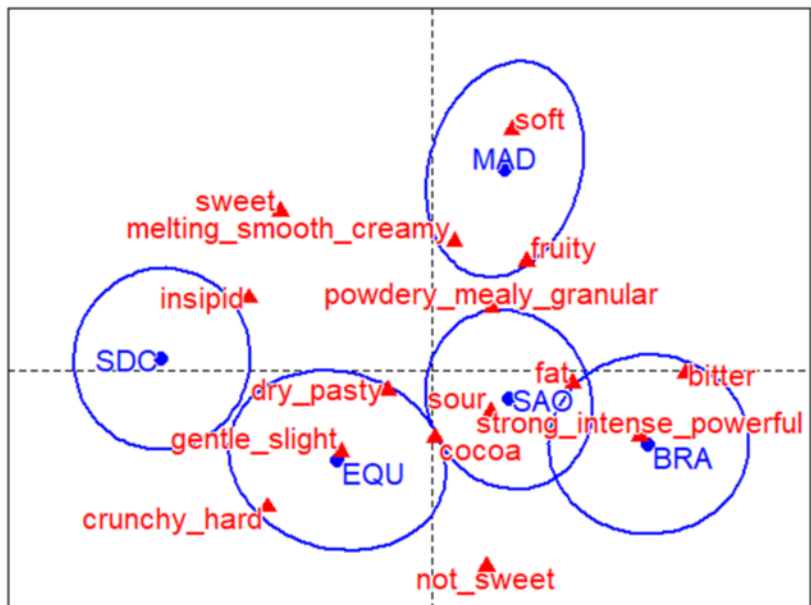 soft
MAD
sweet
melting_smooth_creamy
fruity
insipid
powdery_mealy_granular
SDC
fat
bitter
dry_pasty
sour
SAO
strong_intense_powerful
gentle_slight
cocoa
BRA
EQU
crunchy_hard
not_sweet